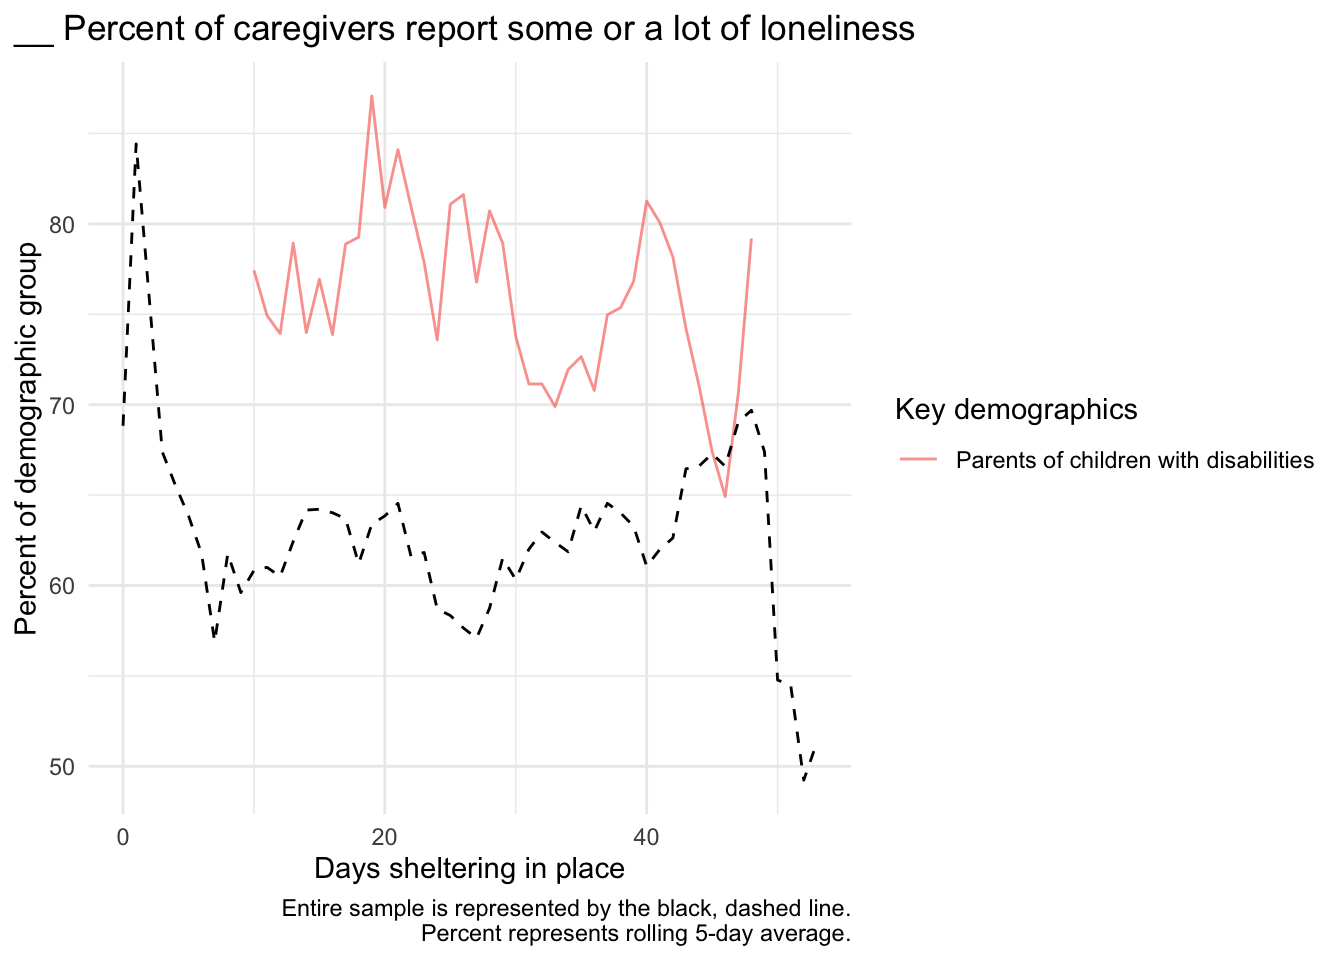 __ Percent of caregivers report some or a lot of loneliness
Percent of demographic group
80
70
60
50
0
20
40
Days sheltering in place
Key demographics
Parents of children with disabilities
Entire sample is represented by the black, dashed line.
Percent represents rolling 5-day average.